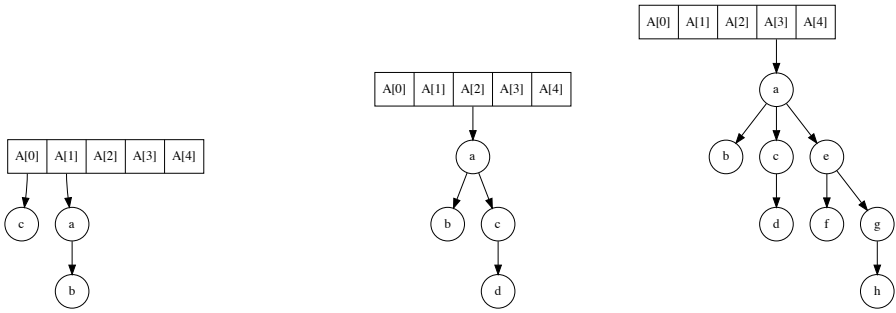 A[0] A[1] A[2] A[3] A[4]
c a
b
A[0] A[1] A[2] A[3] A[4]
a
b c
d
A[0] A[1] A[2] A[3] A[4]
a
b c e
d f g
h